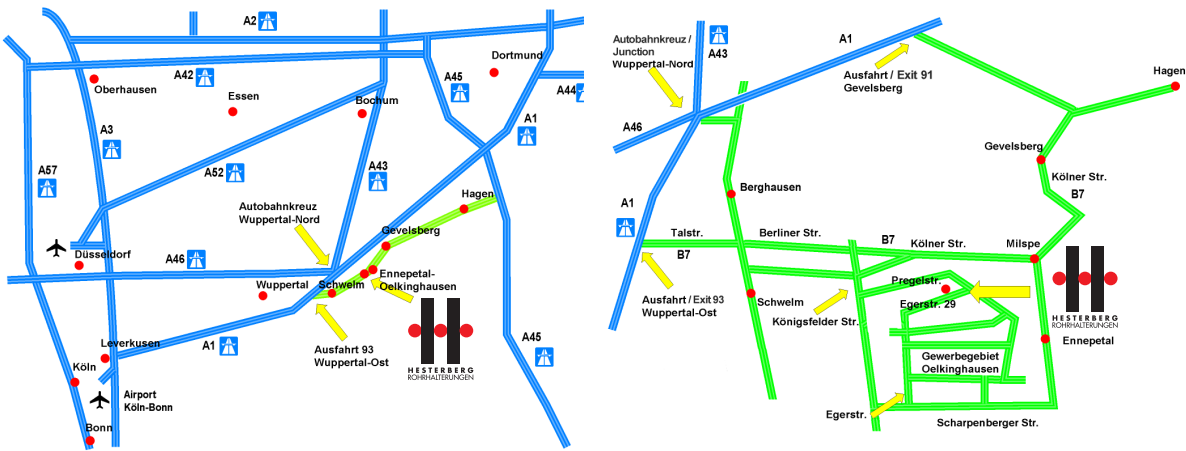 A2
A42
Oberhausen
Essen
Bochum
A45
Dortmund
A44
A1
A3
A57
A52
A43
Autobahnkreuz
Wuppertal-Nord
Hagen
Gevelsberg
Düsseldorf
A46
Ennepetal-
Oelkinghausen
Wuppertal
Schwelm
HESTERBERG
ROHRHALTERUNGEN
Ausfahrt 93
Wuppertal-Ost
A1
A45
Leverkusen
Köln
Airport
Köln-Bonn
Bonn
Autobahnkreuz /
Junction
Wuppertal-Nord
A43
A1
Ausfahrt / Exit 91
Gevelsberg
Hagen
A46
Gevelsberg
Kölner Str.
B7
Berghausen
A1
Talstr.
B7
Berliner Str.
B7
Kölner Str.
Milspe
Ausfahrt / Exit 93
Wuppertal-Ost
Schwelm
Königsfelder Str.
Pregelstr.
Egerstr. 29
HESTERBERG
ROHRHALTERUNGEN
Ennepetal
Gewerbegebiet
Oelkinghausen
Egerstr.
Scharpenberger Str.